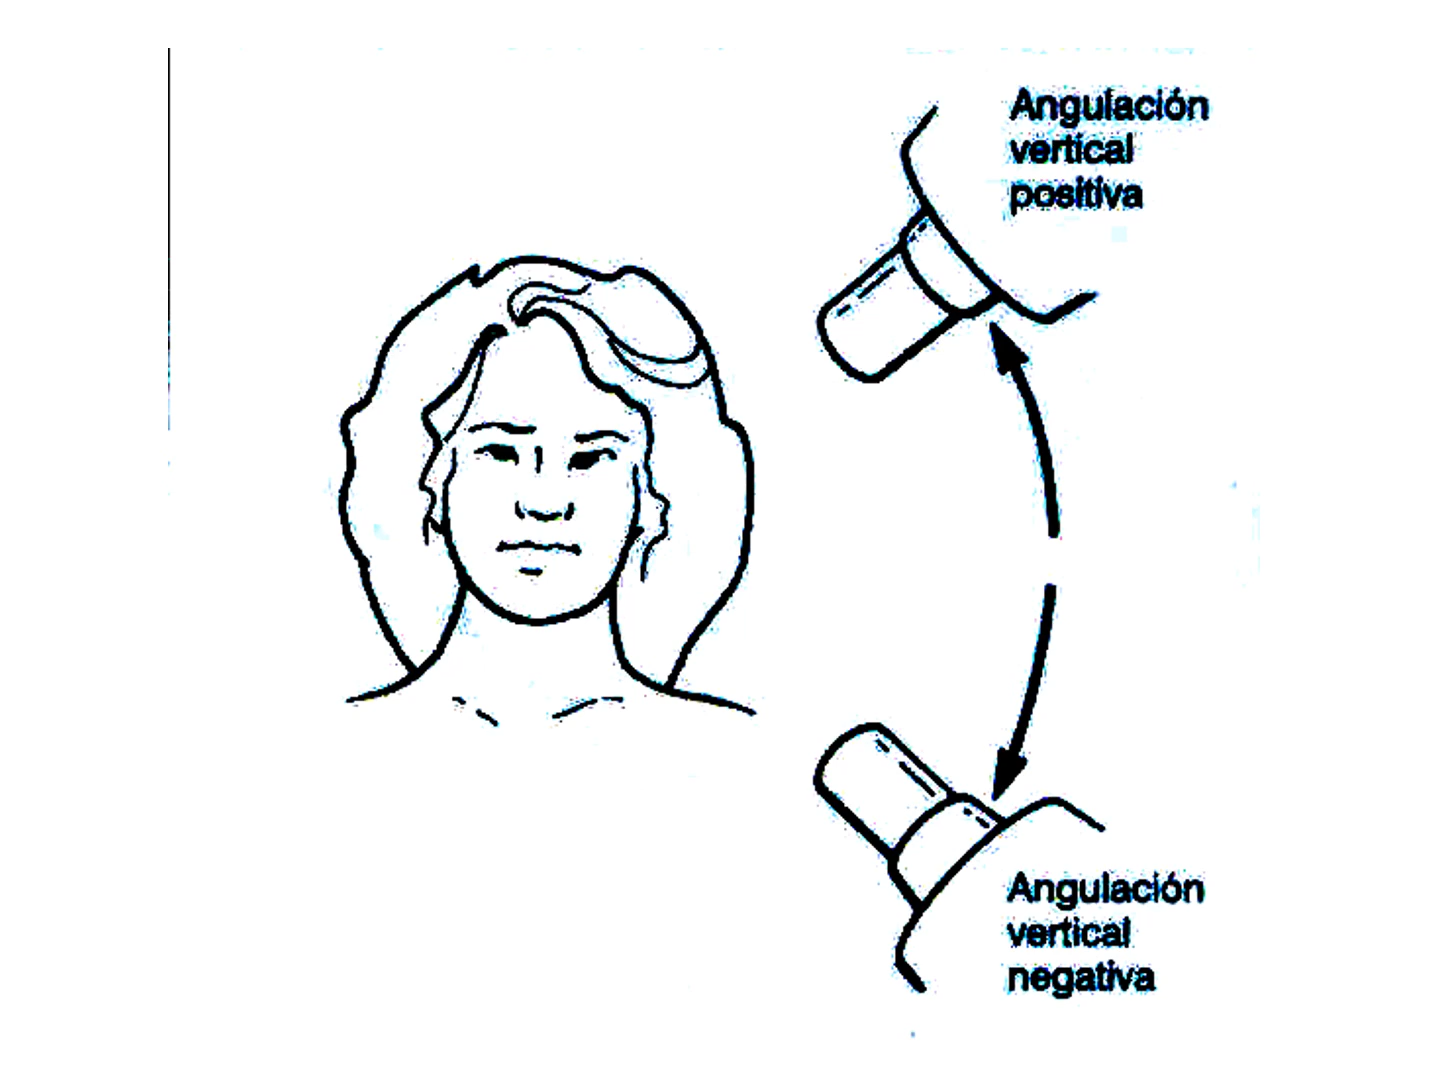 Angulación
vertical
positiva
Angulación
vertical
negativa